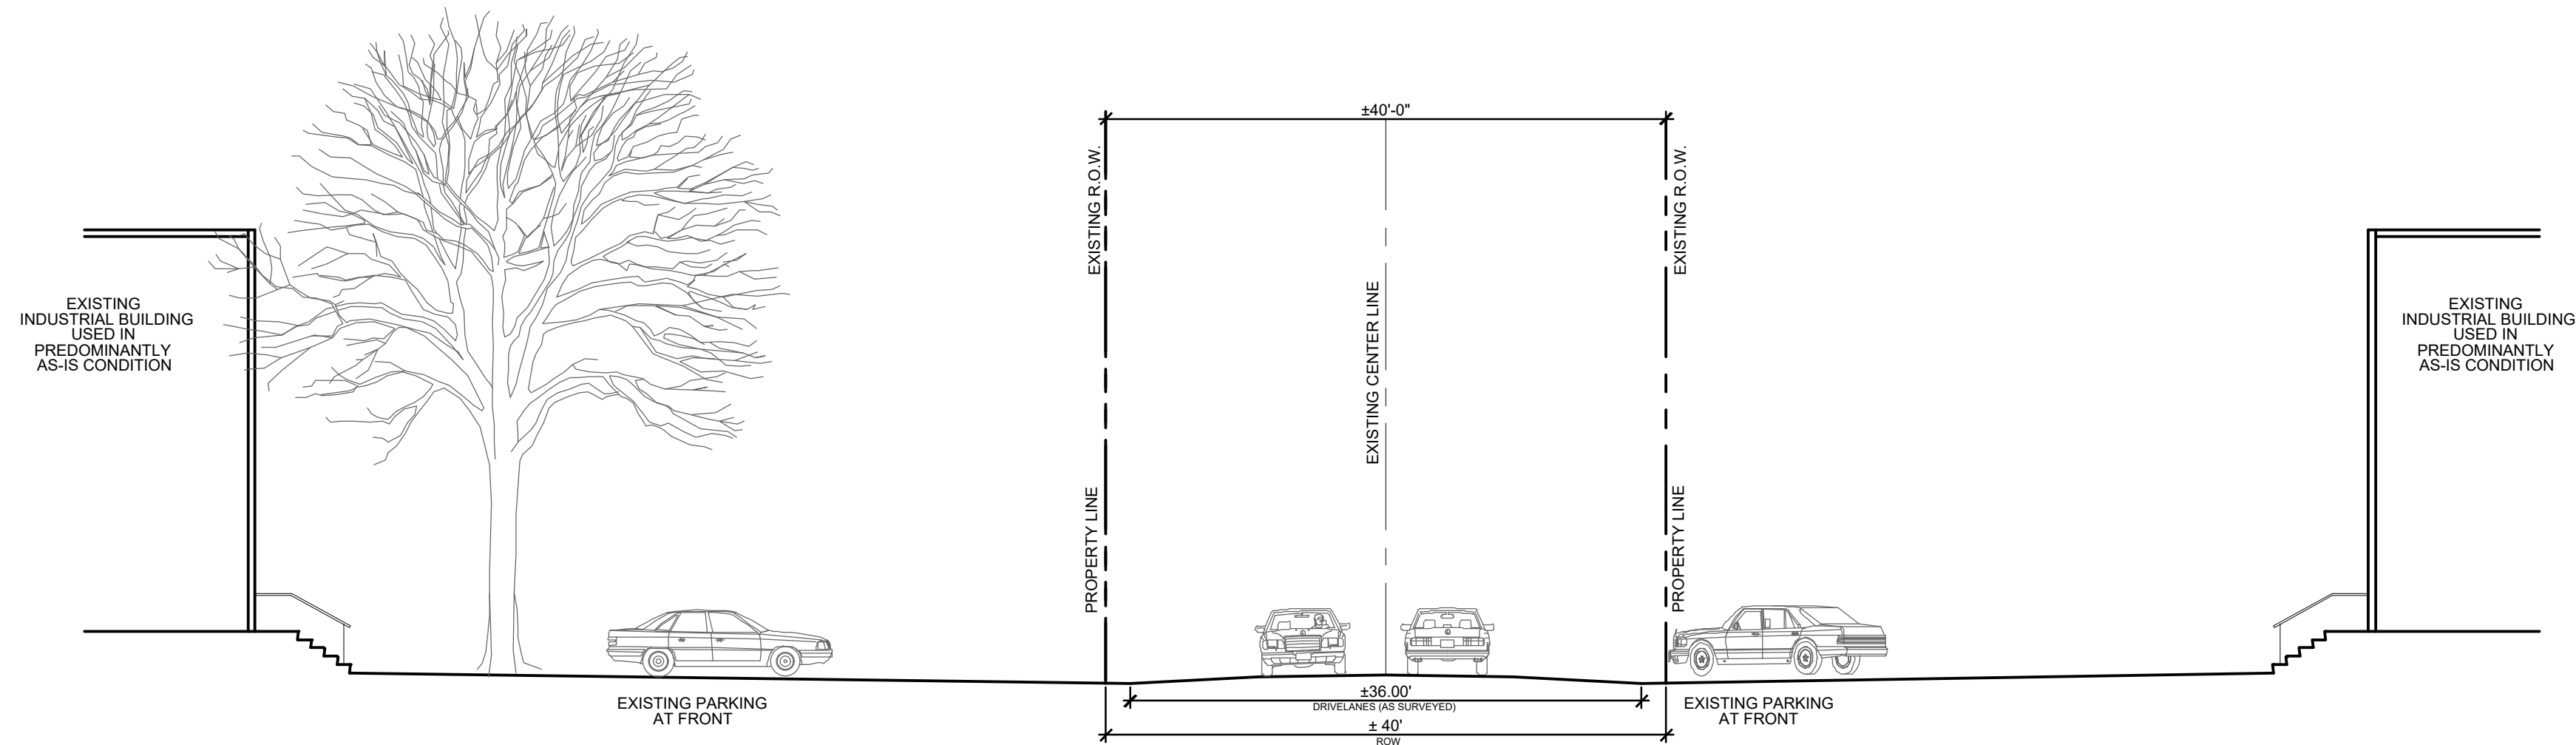 ±40'-0"
EXISTING R.O.W.
EXISTING R.O.W.
EXISTING CENTER LINE
EXISTING
INDUSTRIAL BUILDING
USED IN
PREDOMINANTLY
AS-IS CONDITION
EXISTING
INDUSTRIAL BUILDING
USED IN
PREDOMINANTLY
AS-IS CONDITION
PROPERTY LINE
PROPERTY LINE
EXISTING PARKING
AT FRONT
±36.00'
DRIVELANES (AS SURVEYED)
± 40'
ROW
EXISTING PARKING
AT FRONT